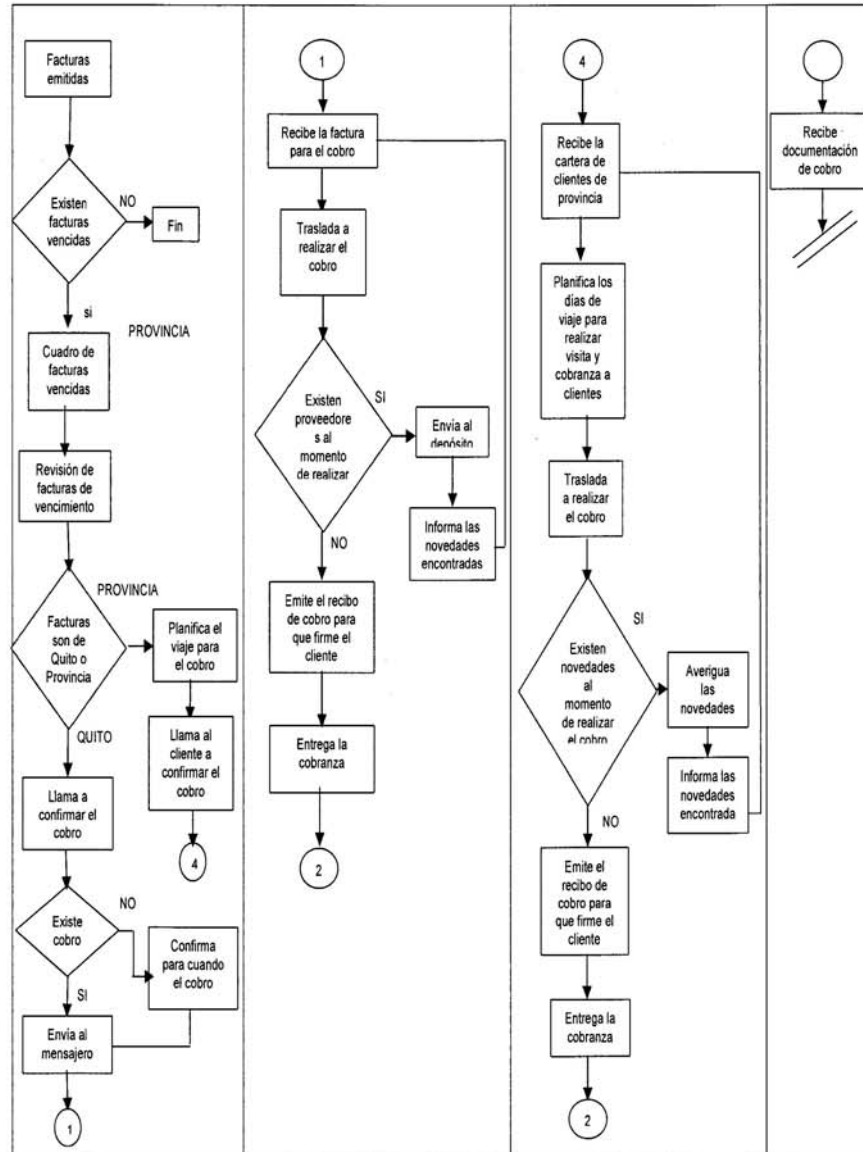 Facturas
emitidas
Existen
facturas
vencidas
NO
Fin
si
PROVINCIA
Cuadro de
facturas
vencidas
Revisión de
facturas de
vencimiento
PROVINCIA
Facturas
son de
Quito o
Provincia
Planifica el
viaje para
el cobro
QUITO
Llama al
cliente a
confirmar el
cobro
Llama a
confirmar el
cobro
4
Existe
cobro
NO
Confirma
para cuando
el cobro
SI
Envía al
mensajero
1
1
Recibe la factura
para el cobro
Traslada a
realizar el
cobro
Existen
proveedore
s al
momento
de realizar
SI
Envía al
depósito
Informa las
novedades
encontradas
NO
Emite el recibo
de cobro para
que firme el
cliente
Entrega la
cobranza
2
4
Recibe la
cartera de
clientes de
provincia
Planifica los
días de
viaje para
realizar
visita y
cobranza a
clientes
Traslada
a realizar
el cobro
SI
Existen
novedades
al
momento
de realizar
el cobro
Averigua
las
novedades
Informa las
novedades
encontrada
NO
Emite el
recibo de
cobro para
que firme el
cliente
Entrega la
cobranza
2
Recibe
documentación
de cobro